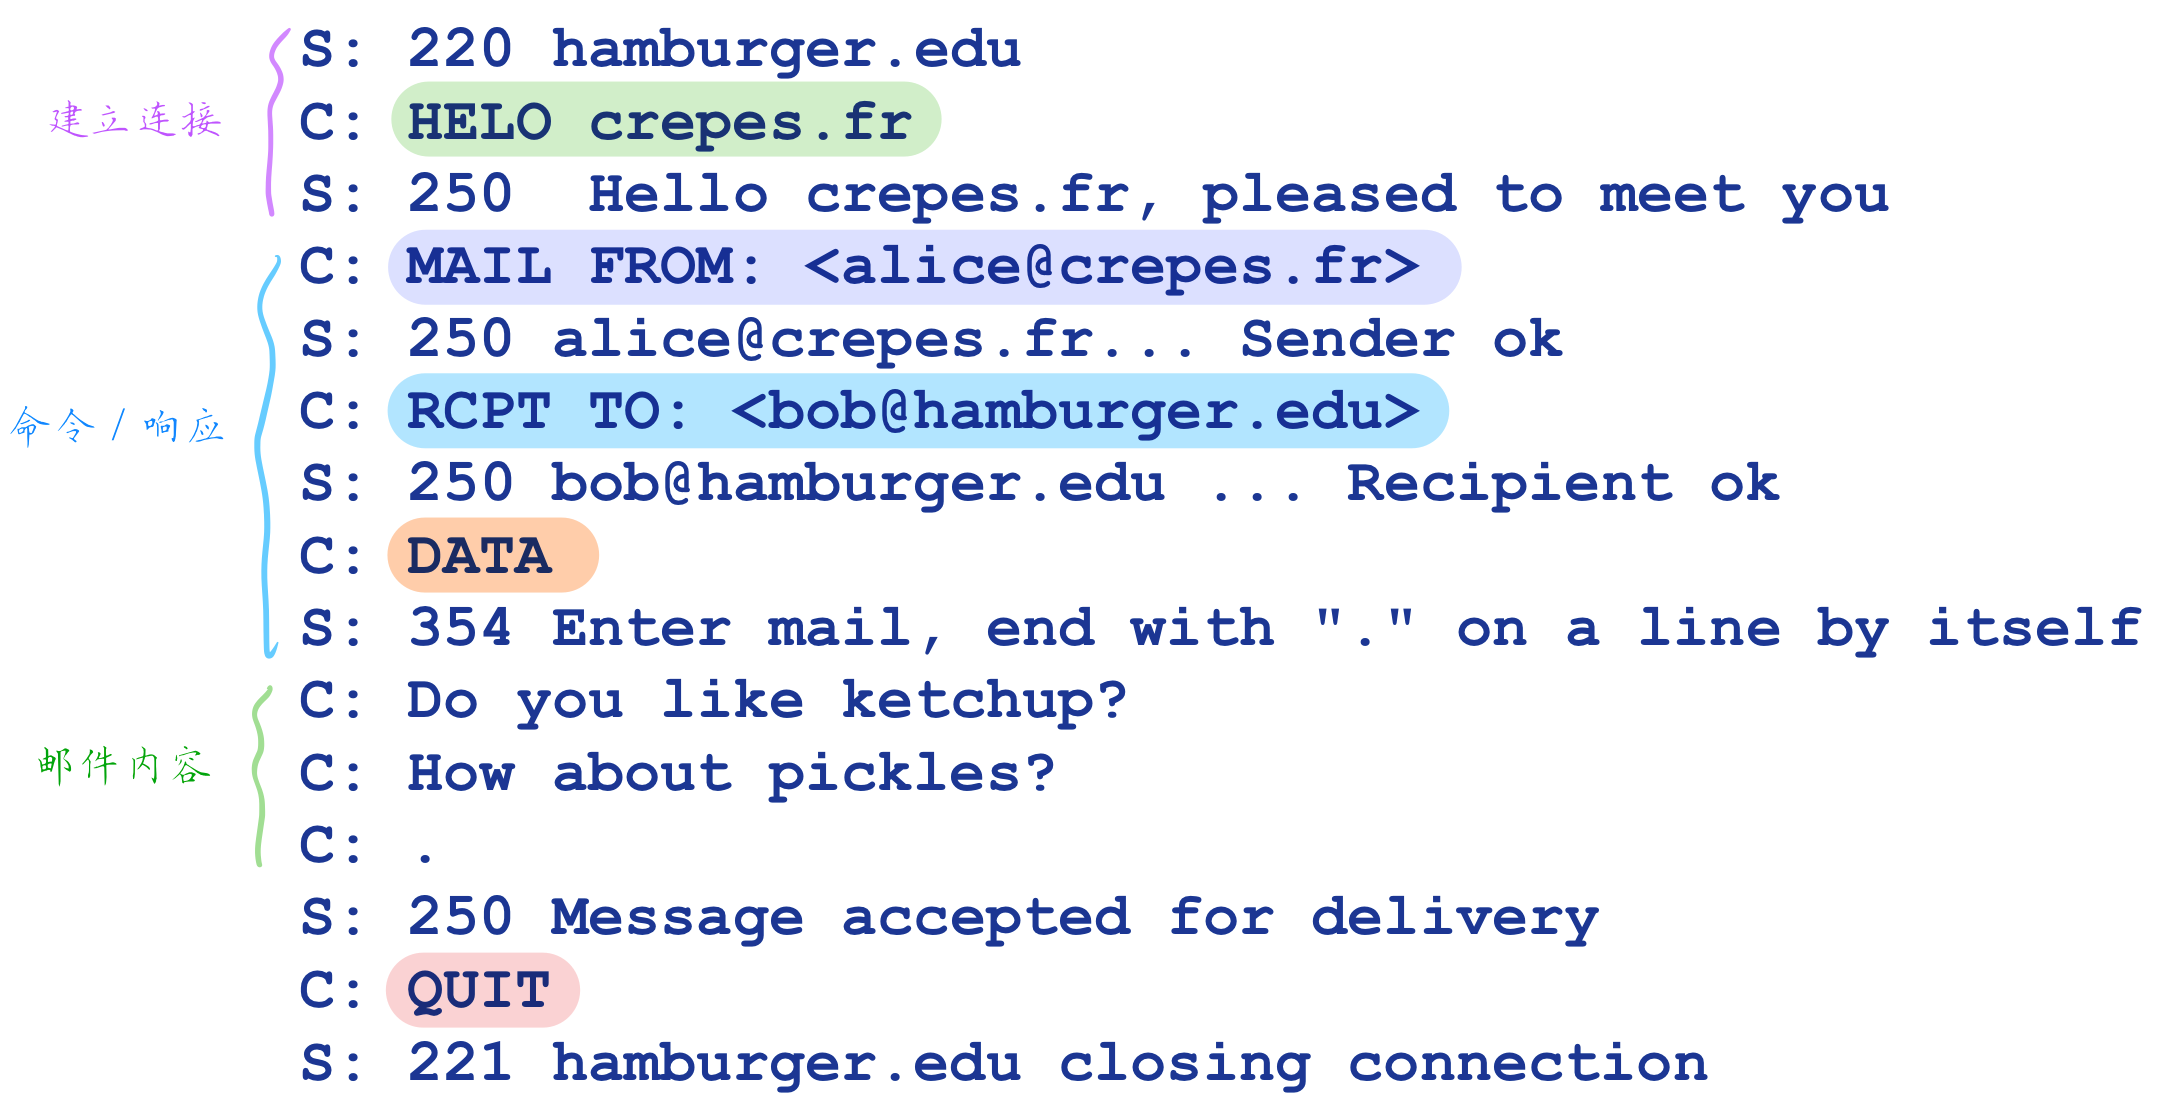 S: 220 hamburger.edu
建立连接
C: HELO crepes.fr
S: 250  Hello crepes.fr, pleased to meet you
C: MAIL FROM: <alice@crepes.fr>
S: 250 alice@crepes.fr... Sender ok
命令/响应
C: RCPT TO: <bob@hamburger.edu>
S: 250 bob@hamburger.edu ... Recipient ok
C: DATA
S: 354 Enter mail, end with "." on a line by itself
C: Do you like ketchup?
邮件内容
C: How about pickles?
C: .
S: 250 Message accepted for delivery
C: QUIT
S: 221 hamburger.edu closing connection